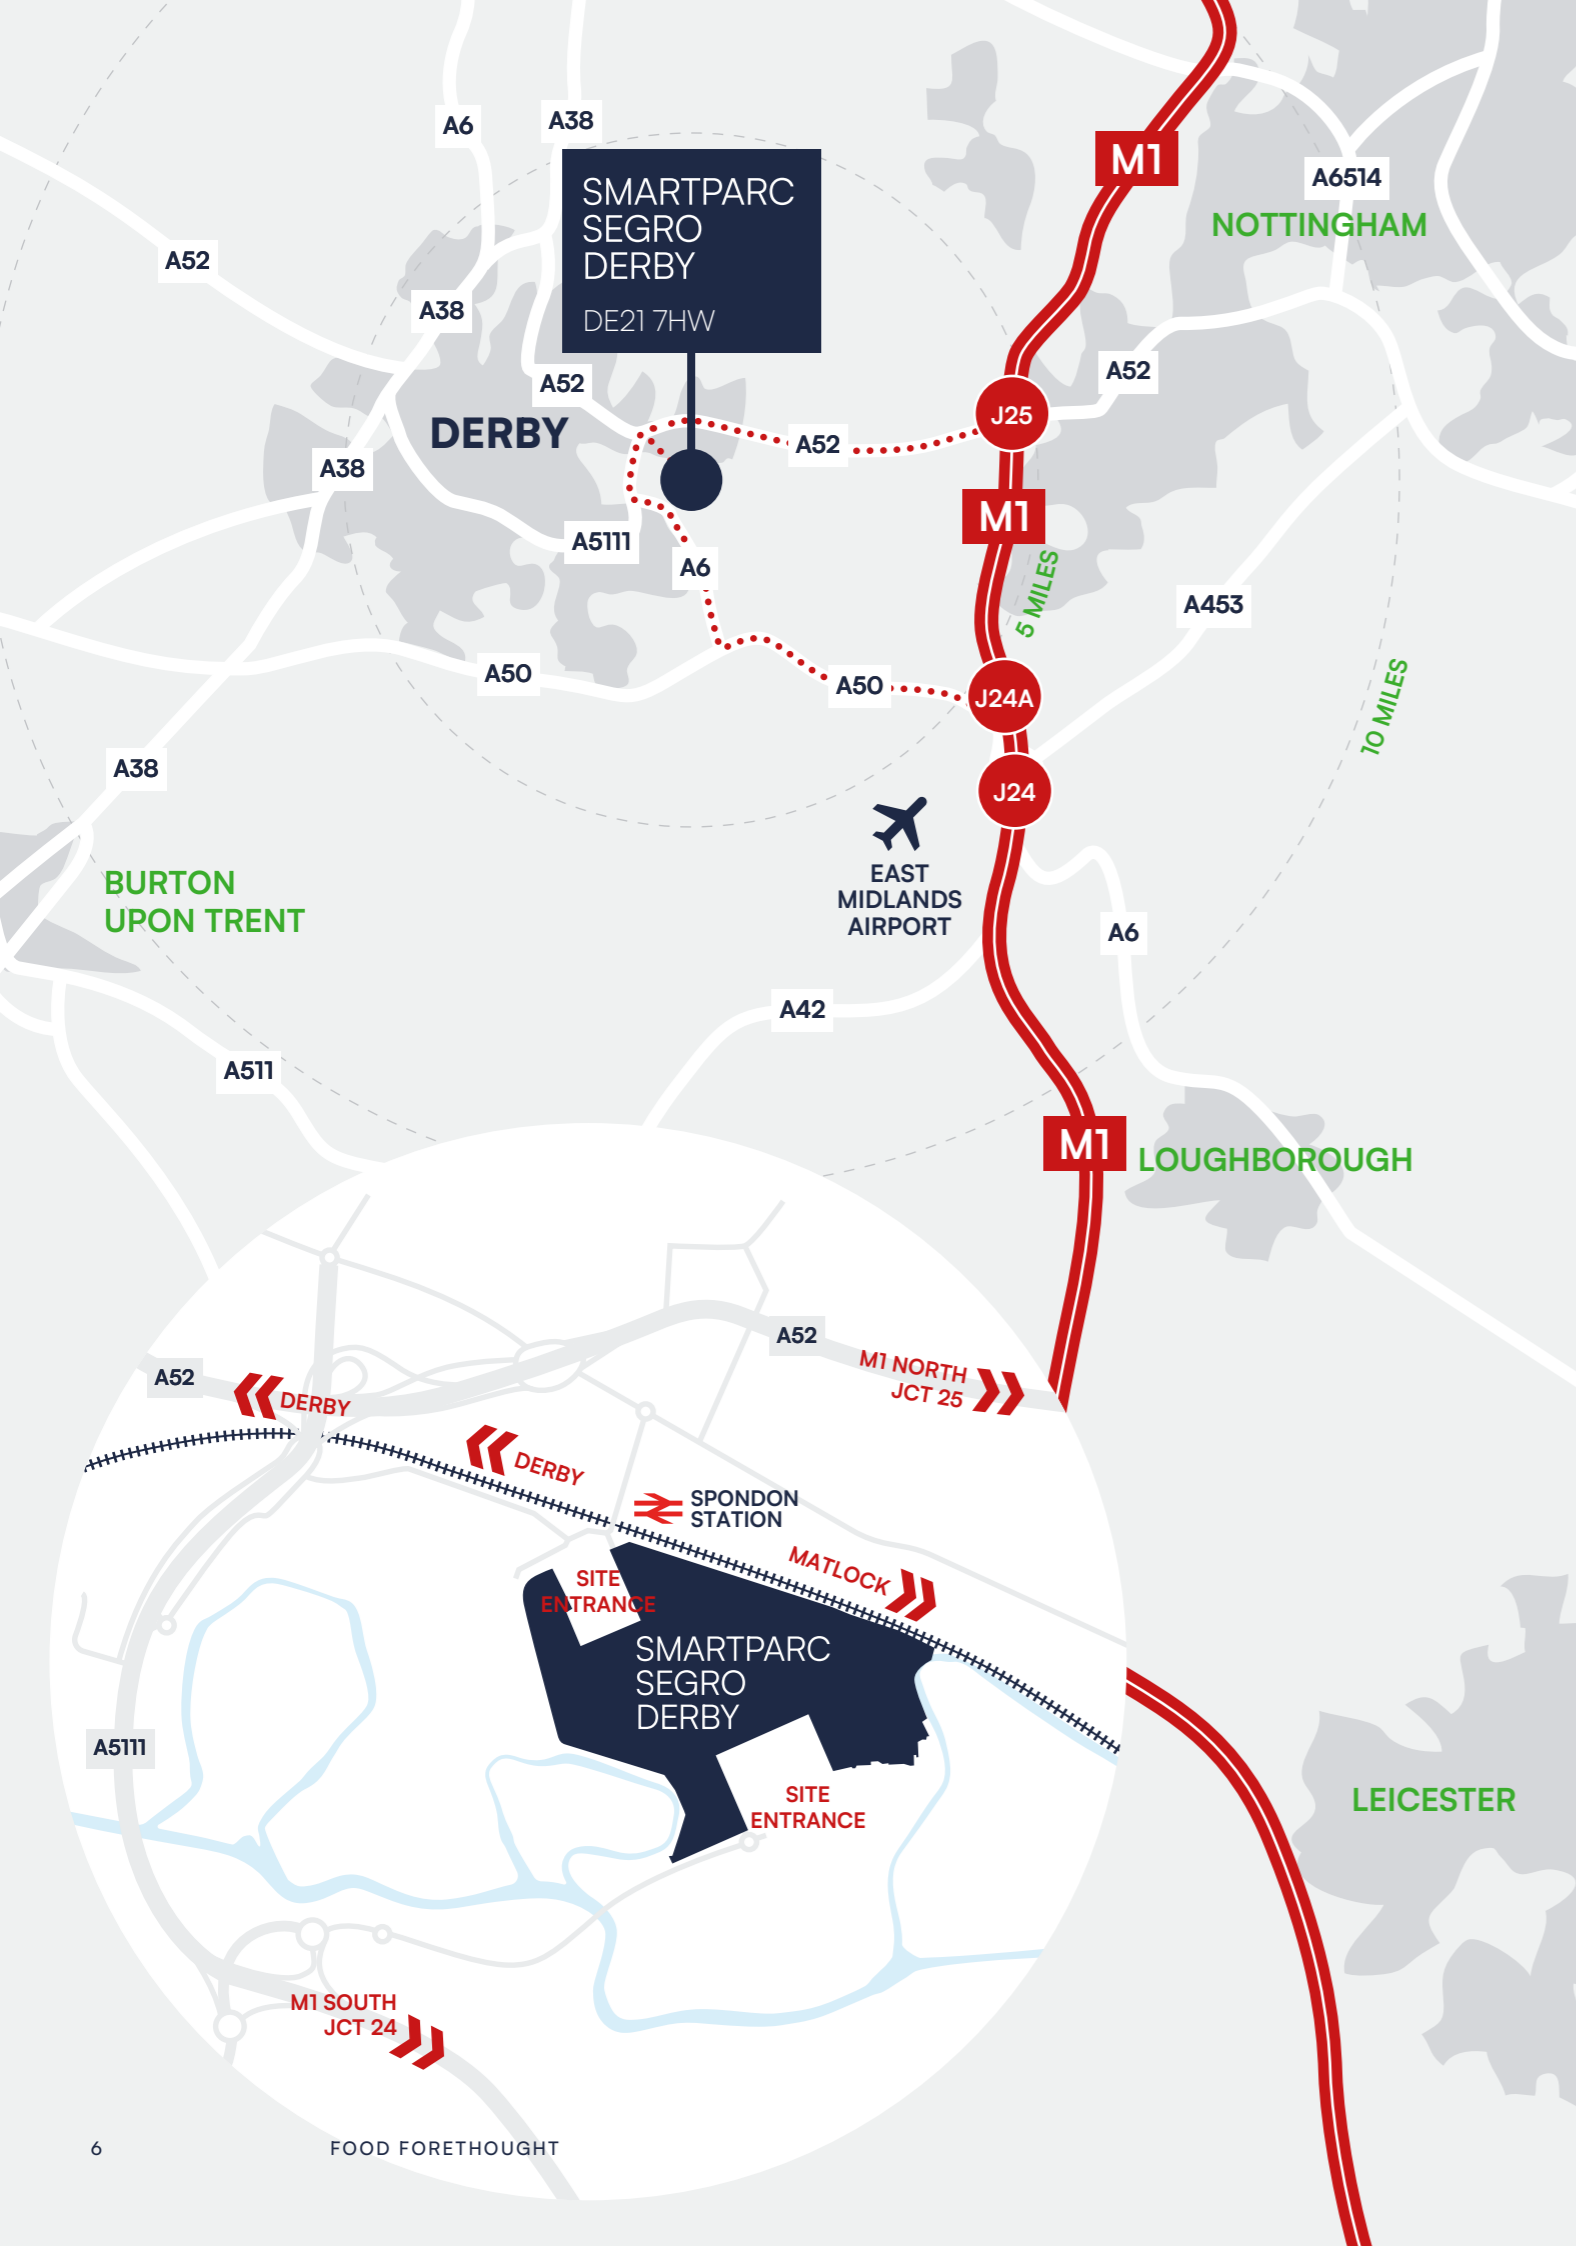 A6
A38
M1
A6514
NOTTINGHAM
SMARTPARC
SEGRO
DERBY
DE21 7HW
A52
A38
A52
A52
DERBY
J25
A52
A38
M1
A5111
A6
5 MILES
A453
A50
A50
J24A
10 MILES
A38
J24
EAST
MIDLANDS
AIRPORT
BURTON
UPON TRENT
A6
A42
A511
M1
LOUGHBOROUGH
A52
M1 NORTH
JCT 25
A52
DERBY
DERBY
SPONDON
STATION
MATLOCK
SITE
ENTRANCE
SMARTPARC
SEGRO
DERBY
A5111
SITE
ENTRANCE
LEICESTER
M1 SOUTH
JCT 24
6
FOOD FORETHOUGHT